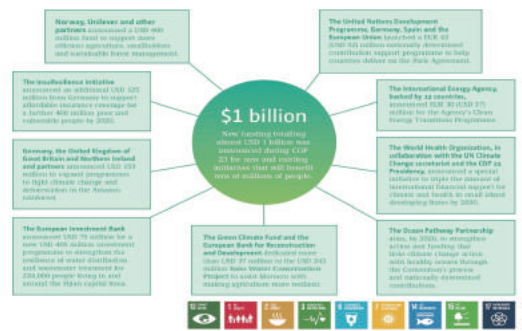 Norway, Unilever and other
partners announced a USD 400
million fund to support more
efficient agriculture, smallholders
and sustainable forest management.
The United Nations Development
Programme, Germany, Spain and the
European Union launched a EUR 42
million nationally determined
contribution support programme to help
countries deliver on the Paris Agreement.
The InsuResilience Initiative
announced an additional USD 125
million from Germany to support
affordable insurance coverage for
a further 400 million poor and
vulnerable people by 2020.
The International Energy Agency,
backed by 12 countries,
announced EUR 30 (USD 37)
million for the Agency's Clean
Energy Transitions Programme.
$1 billion
New funding totalling
almost USD 1 billion was
announced during COP
23 for new and existing
initiatives that will benefit
tens of millions of people.
Germany, the United Kingdom of
Great Britain and Northern Ireland
and partners announced USD 153
million to expand programmes
to fight climate change and
deforestation in the Amazon
rainforest.
The World Health Organization, in
collaboration with the UN Climate
Change secretariat and the COP 23
Presidency, announced a special
initiative to triple the amount of
international financial support for
climate and health in small island
developing States by 2030.
The European Investment Bank
announced USD 75 million for a
new USD 405 million investment
programme to strengthen the
resilience of water distribution
and wastewater treatment for
people living in and
around the Fijian capital Suva.
The Green Climate Fund and the
European Bank for Reconstruction
and Development dedicated more
than USD 37 million to the USD 243
million Saïss Water Conservation
Project to assist Morocco with
making agriculture more resilient.
The Ocean Pathway Partnership
aims, by 2020, to strengthen
action and funding that
links climate change action
with healthy oceans through
the Convention's process and
nationally determined
contributions.